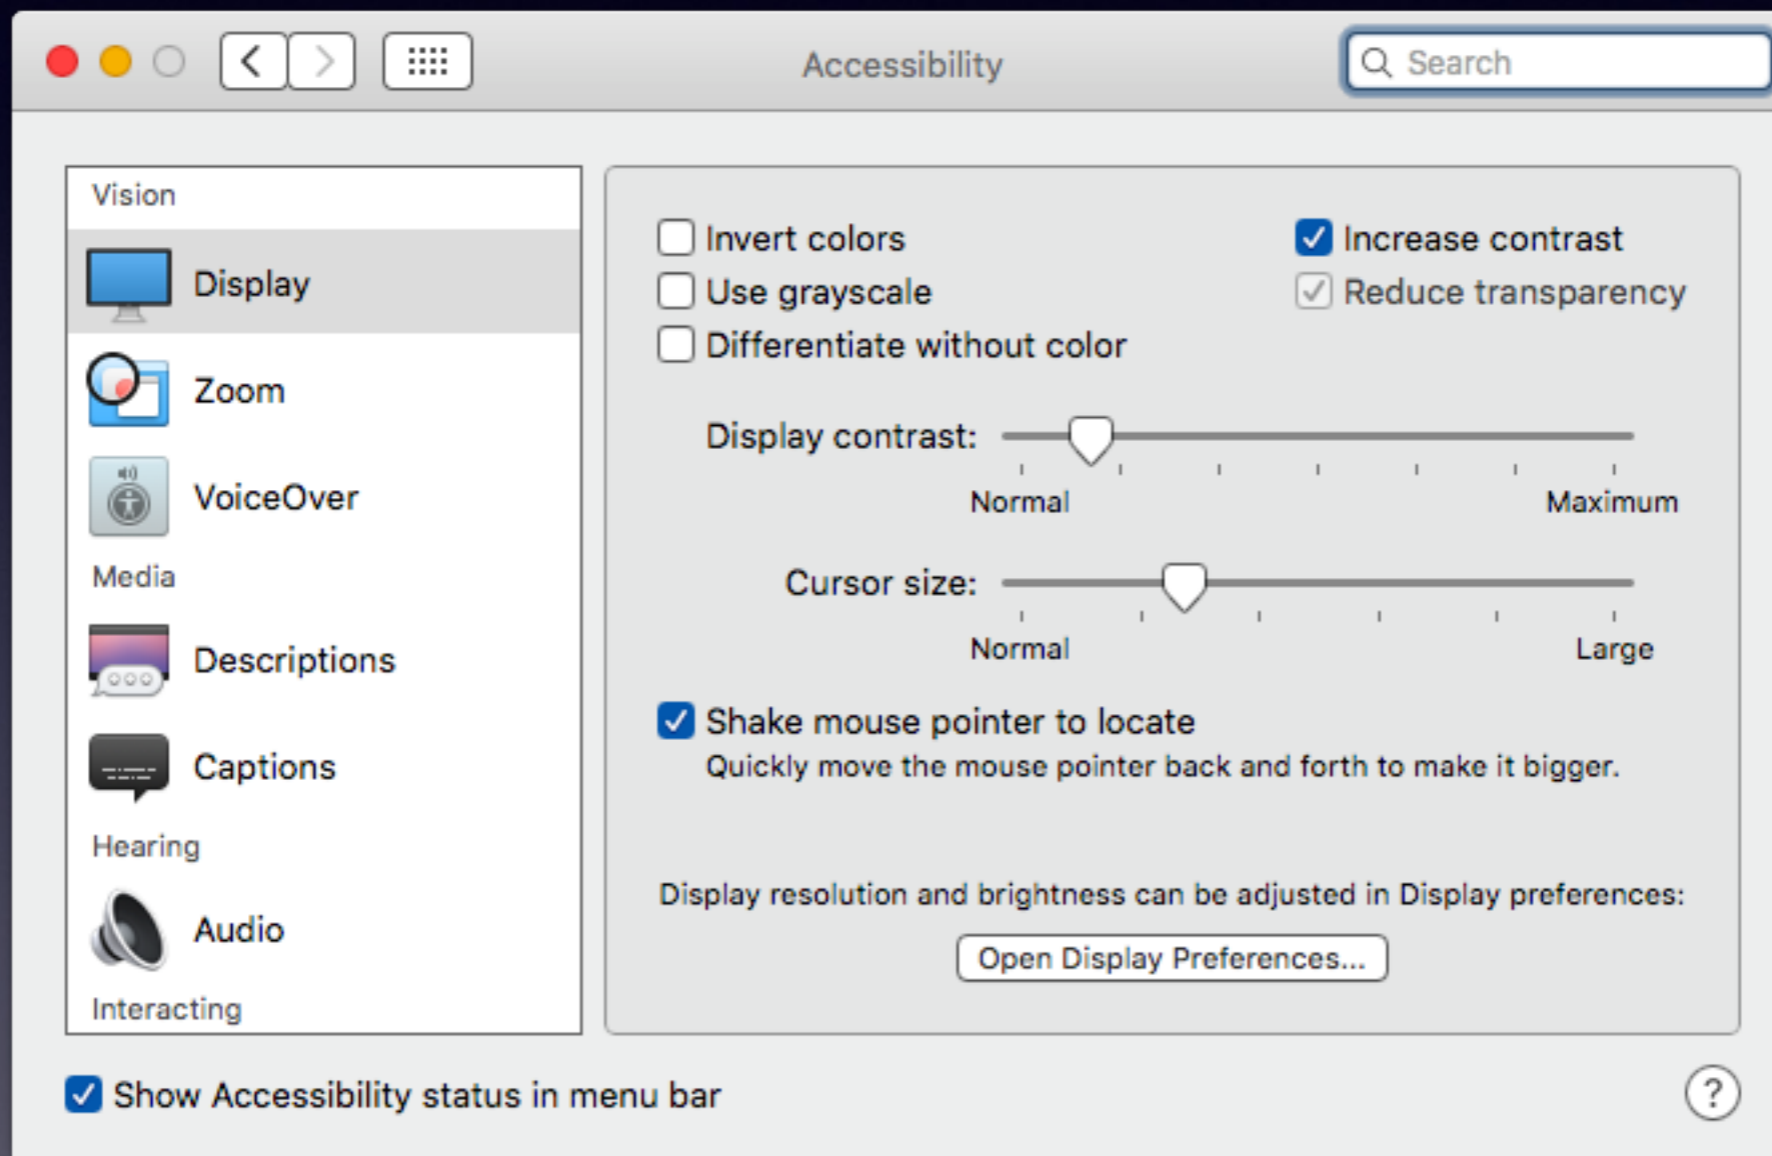 Accessibility
Search
Vision
Display
Zoom
VoiceOver
Media
Descriptions
Captions
Hearing
Audio
Interacting
Invert colors
Increase contrast
Use grayscale
Reduce transparency
Differentiate without color
Display contrast:
Normal
Maximum
Cursor size:
Normal
Large
Shake mouse pointer to locate
Quickly move the mouse pointer back and forth to make it bigger.
Display resolution and brightness can be adjusted in Display preferences:
Open Display Preferences...
Show Accessibility status in menu bar
?